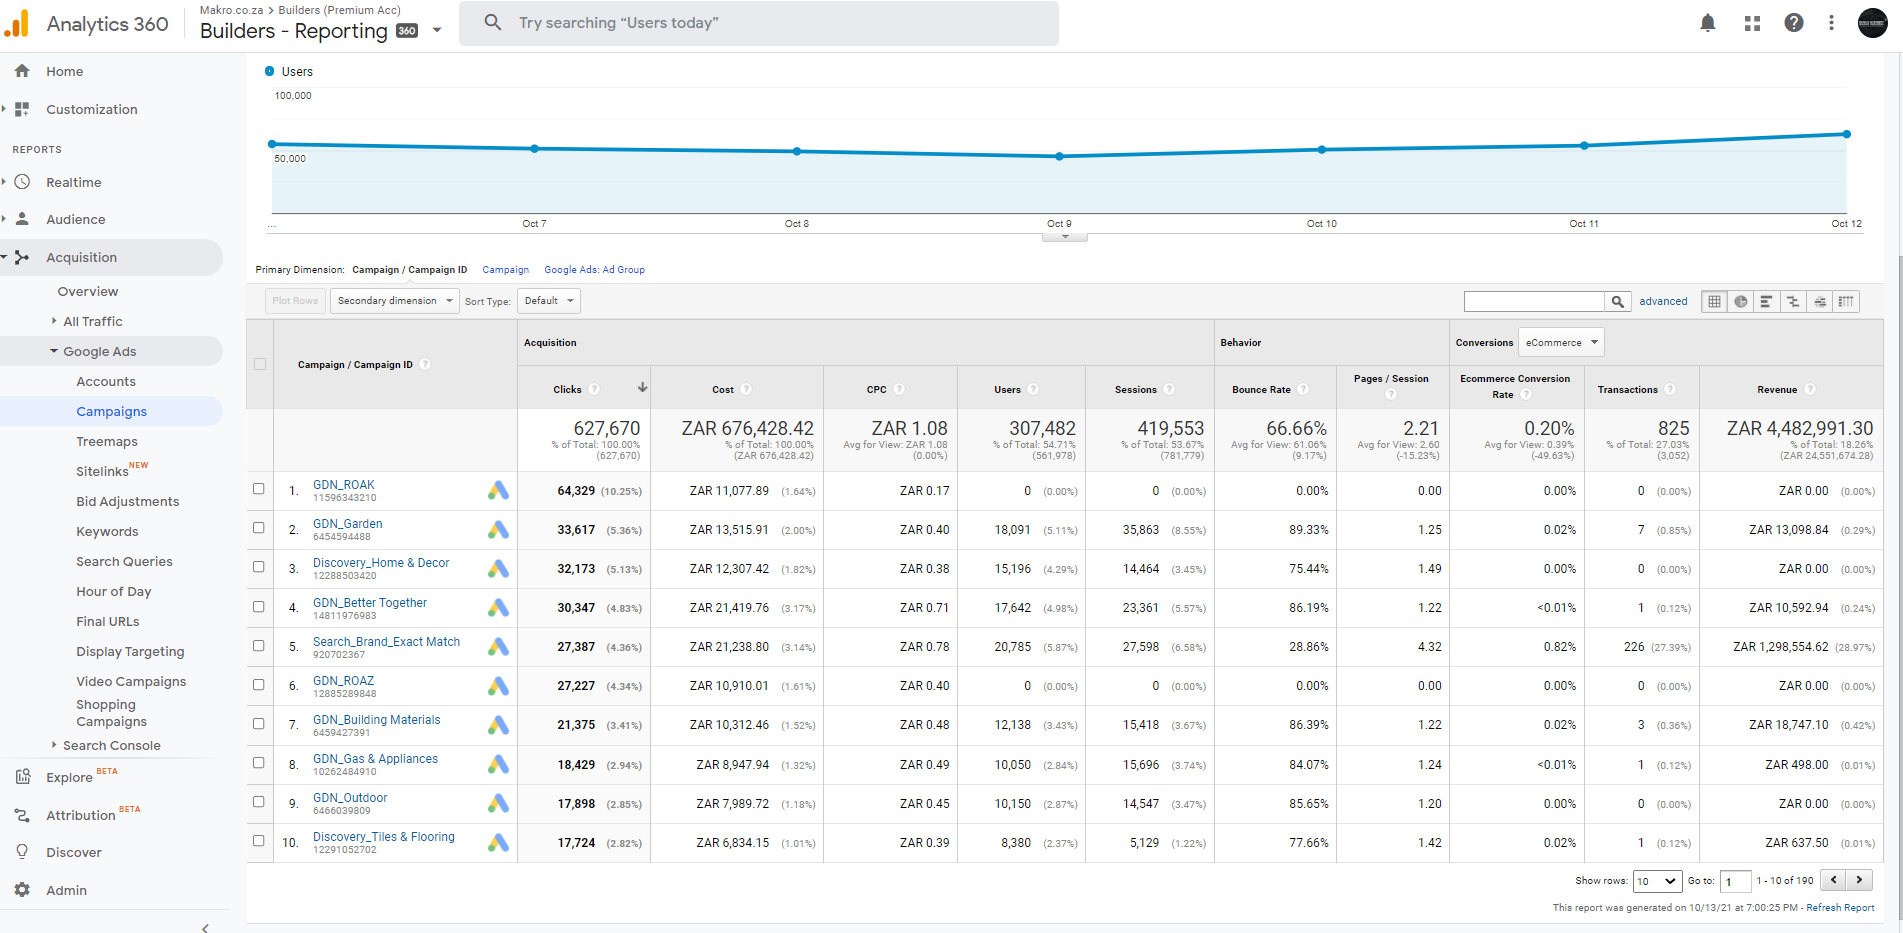 Analytics 360
Makro.co.za > Builders (Premium Acc)
Builders - Reporting 360
Try searching “Users today”
Home
Customization
REPORTS
Realtime
Audience
Acquisition
Overview
All Traffic
Google Ads
Accounts
Campaigns
Treemaps
Sitelinks NEW
Bid Adjustments
Keywords
Search Queries
Hour of Day
Final URLs
Display Targeting
Video Campaigns
Shopping
Campaigns
Search Console
Explore BETA
Attribution BETA
Discover
Admin
Users
100,000
50,000
... Oct 7 Oct 8 Oct 9 Oct 10 Oct 11 Oct 12
Primary Dimension: Campaign / Campaign ID Campaign Google Ads: Ad Group
Plot Rows Secondary dimension Sort Type: Default advanced
Campaign / Campaign ID Acquisition Behavior Conversions eCommerce
Clicks Cost CPC Users Sessions Bounce Rate Pages / Session Ecommerce Conversion Rate Transactions Revenue
627,670 ZAR 676,428.42 ZAR 1.08 307,482 419,553 66.66% 2.21 0.20% 825 ZAR 4,482,991.30
% of Total: 100.00% % of Total: 100.00% Avg for View: ZAR 1.08 % of Total: 54.71% % of Total: 53.67% Avg for View: 61.06% Avg for View: 2.60 Avg for View: 0.39% % of Total: 27.03% % of Total: 18.26%
(627,670) (ZAR 676,428.42) (0.00%) (561,978) (781,779) (9.17%) (-15.23%) (-49.63%) (3,052) (ZAR 24,551,674.28)
1. GDN_ROAK 64,329 (10.25%) ZAR 11,077.89 (1.64%) ZAR 0.17 0 (0.00%) 0 (0.00%) 0.00% 0.00 0.00% 0 (0.00%) ZAR 0.00 (0.00%)
11596343210
2. GDN_Garden 33,617 (5.36%) ZAR 13,515.91 (2.00%) ZAR 0.40 18,091 (5.11%) 35,863 (8.55%) 89.33% 1.25 0.02% 7 (0.85%) ZAR 13,098.84 (0.29%)
6454594488
3. Discovery_Home & Decor 32,173 (5.13%) ZAR 12,307.42 (1.82%) ZAR 0.38 15,196 (4.29%) 14,464 (3.45%) 75.44% 1.49 0.00% 0 (0.00%) ZAR 0.00 (0.00%)
12288503420
4. GDN_Better Together 30,347 (4.83%) ZAR 21,419.76 (3.17%) ZAR 0.71 17,642 (4.98%) 23,361 (5.57%) 86.19% 1.22 <0.01% 1 (0.12%) ZAR 10,592.94 (0.24%)
14811976983
5. Search_Brand_Exact Match 27,387 (4.36%) ZAR 21,238.80 (3.14%) ZAR 0.78 20,785 (5.87%) 27,598 (6.58%) 28.86% 4.32 0.82% 226 (27.39%) ZAR 1,298,554.62 (28.97%)
920702367
6. GDN_ROAZ 27,227 (4.34%) ZAR 10,910.01 (1.61%) ZAR 0.40 0 (0.00%) 0 (0.00%) 0.00% 0.00 0.00% 0 (0.00%) ZAR 0.00 (0.00%)
12885289848
7. GDN_Building Materials 21,375 (3.41%) ZAR 10,312.46 (1.52%) ZAR 0.48 12,138 (3.43%) 15,418 (3.67%) 86.39% 1.22 0.02% 3 (0.36%) ZAR 18,747.10 (0.42%)
6459427391
8. GDN_Gas & Appliances 18,429 (2.94%) ZAR 8,947.94 (1.32%) ZAR 0.49 10,050 (2.84%) 15,696 (3.74%) 84.07% 1.24 <0.01% 1 (0.12%) ZAR 498.00 (0.01%)
10262484910
9. GDN_Outdoor 17,898 (2.85%) ZAR 7,989.72 (1.18%) ZAR 0.45 10,150 (2.87%) 14,547 (3.47%) 85.65% 1.20 0.00% 0 (0.00%) ZAR 0.00 (0.00%)
6466039809
10. Discovery_Tiles & Flooring 17,724 (2.82%) ZAR 6,834.15 (1.01%) ZAR 0.39 8,380 (2.37%) 5,129 (1.22%) 77.66% 1.42 0.02% 1 (0.12%) ZAR 637.50 (0.01%)
12291052702
Show rows: 10 Go to: 1 1 - 10 of 190
This report was generated on 10/13/21 at 7:00:25 PM - Refresh Report